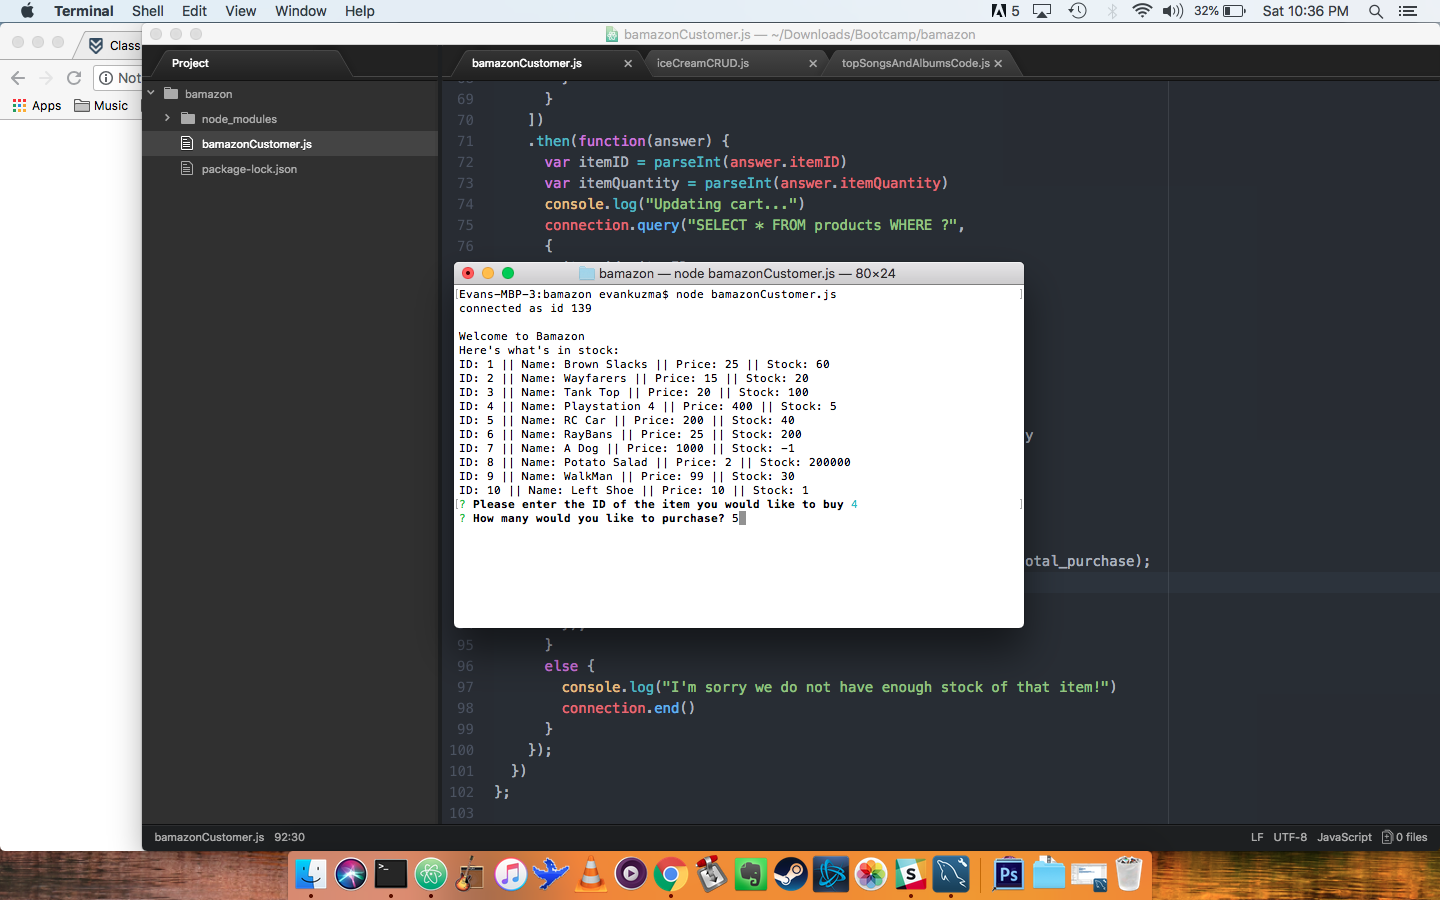 Terminal Shell Edit View Window Help 5 32% Sat 10:36 PM
Class
Not
Apps Music
bamazonCustomer.js — ~/Downloads/Bootcamp/bamazon
Project
bamazonCustomer.js iceCreamCRUD.js topSongsAndAlbumsCode.js
bamazon
node_modules
bamazonCustomer.js
package-lock.json
69 }
70 ])
71 .then(function(answer) {
72 var itemID = parseInt(answer.itemID)
73 var itemQuantity = parseInt(answer.itemQuantity)
74 console.log("Updating cart...")
75 connection.query("SELECT * FROM products WHERE ?",
76 {
bamazon — node bamazonCustomer.js — 80×24
[Evans-MBP-3:bamazon evankuzma$ node bamazonCustomer.js ]
connected as id 139
Welcome to Bamazon
Here's what's in stock:
ID: 1 || Name: Brown Slacks || Price: 25 || Stock: 60
ID: 2 || Name: Wayfarers || Price: 15 || Stock: 20
ID: 3 || Name: Tank Top || Price: 20 || Stock: 100
ID: 4 || Name: Playstation 4 || Price: 400 || Stock: 5
ID: 5 || Name: RC Car || Price: 200 || Stock: 40
ID: 6 || Name: RayBans || Price: 25 || Stock: 200
ID: 7 || Name: A Dog || Price: 1000 || Stock: -1
ID: 8 || Name: Potato Salad || Price: 2 || Stock: 200000
ID: 9 || Name: WalkMan || Price: 99 || Stock: 30
ID: 10 || Name: Left Shoe || Price: 10 || Stock: 1
[? Please enter the ID of the item you would like to buy 4 ]
? How many would you like to purchase? 5
y
otal_purchase);
95 }
96 else {
97 console.log("I'm sorry we do not have enough stock of that item!")
98 connection.end()
99 }
100 });
101 })
102 };
103
bamazonCustomer.js 92:30 LF UTF-8 JavaScript 0 files
Ps